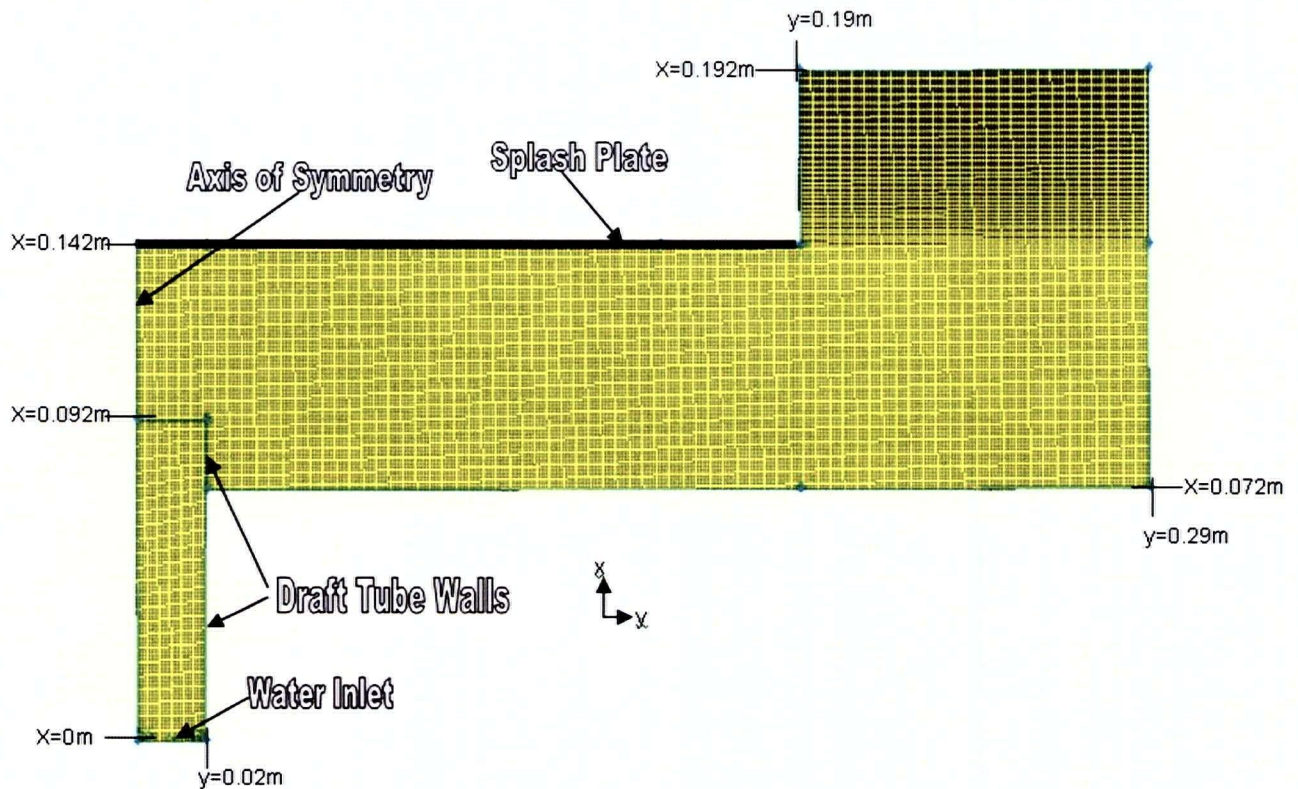 y=0.19m
X=0.192m
Splash Plate
Axis of Symmetry
X=0.142m
X=0.092m
X=0.072m
y=0.29m
x
y
Draft Tube Walls
Water Inlet
X=0m
y=0.02m